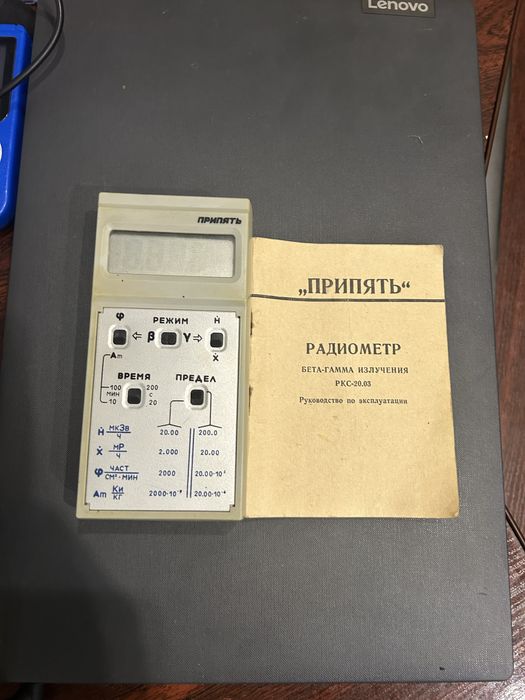 Lenovo
ПРИПЯТЬ
φ РЕЖИМ Ḣ
⇐ β γ ⇒
Am Ẋ
ВРЕМЯ ПРЕДЕЛ
100 200
МИН с
10 20
Ḣ мкЗв/ч 20.00 200.0
Ẋ мР/ч 2.000 20.00
φ ЧАСТ/СМ²·МИН 2000 20.00·10³
Am Ки/кг 2000·10⁻⁹ 20.00·10⁻⁶
„ПРИПЯТЬ“
РАДИОМЕТР
БЕТА-ГАММА ИЗЛУЧЕНИЯ
РКС-20.03
Руководство по эксплуатации